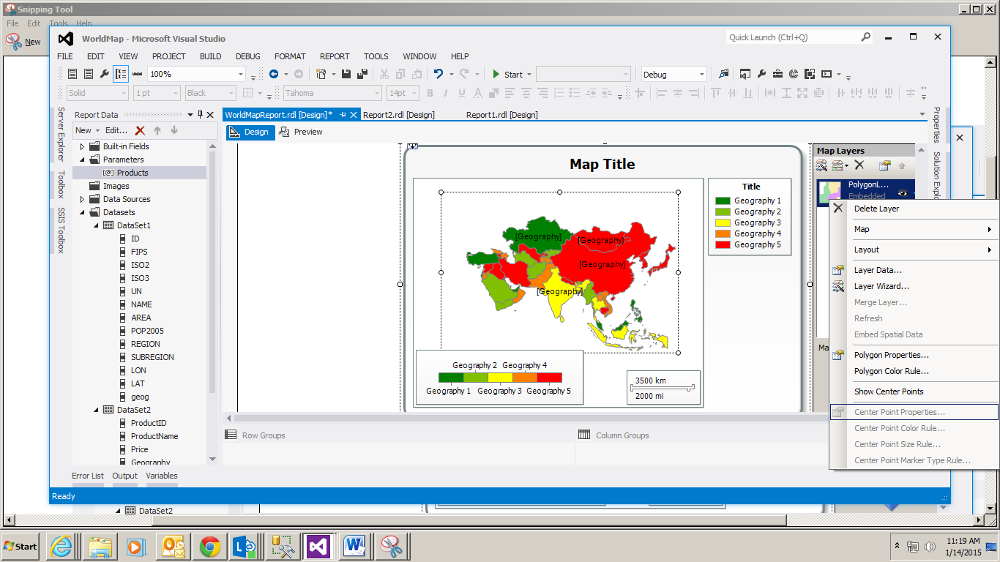 Snipping Tool
File Edit Tools Help
New
WorldMap - Microsoft Visual Studio
Quick Launch (Ctrl+Q)
FILE EDIT VIEW PROJECT BUILD DEBUG FORMAT REPORT TOOLS WINDOW HELP
100%
Start
Debug
Solid
1 pt
Black
Tahoma
14pt
B I U A
Server Explorer
Toolbox
SSIS Toolbox
Report Data
New Edit...
Built-in Fields
Parameters
[@] Products
Images
Data Sources
Datasets
DataSet1
ID
FIPS
ISO2
ISO3
UN
NAME
AREA
POP2005
REGION
SUBREGION
LON
LAT
geog
DataSet2
ProductID
ProductName
Price
Geography
WorldMapReport.rdl [Design]*
Report2.rdl [Design]
Report1.rdl [Design]
Design
Preview
Map Title
[Geography]
[Geography]
[Geography]
[Geography]
Title
Geography 1
Geography 2
Geography 3
Geography 4
Geography 5
Geography 2 Geography 4
Geography 1 Geography 3 Geography 5
3500 km
2000 mi
Row Groups
Column Groups
Properties
Map Layers
PolygonL...
Embedded
Delete Layer
Map
Layout
Layer Data...
Layer Wizard...
Merge Layer...
Refresh
Embed Spatial Data
Polygon Properties...
Polygon Color Rule...
Show Center Points
Center Point Properties...
Center Point Color Rule...
Center Point Size Rule...
Center Point Marker Type Rule...
Error List Output Variables
Ready
DataSet2
Start
11:19 AM
1/14/2015